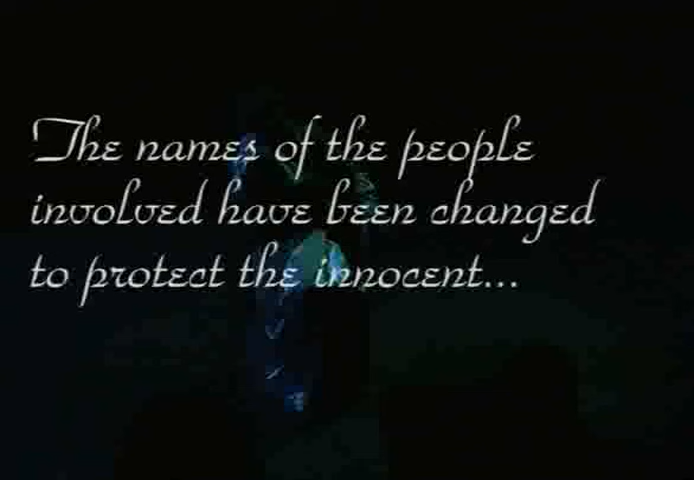 The names of the people
involved have been changed
to protect the innocent...